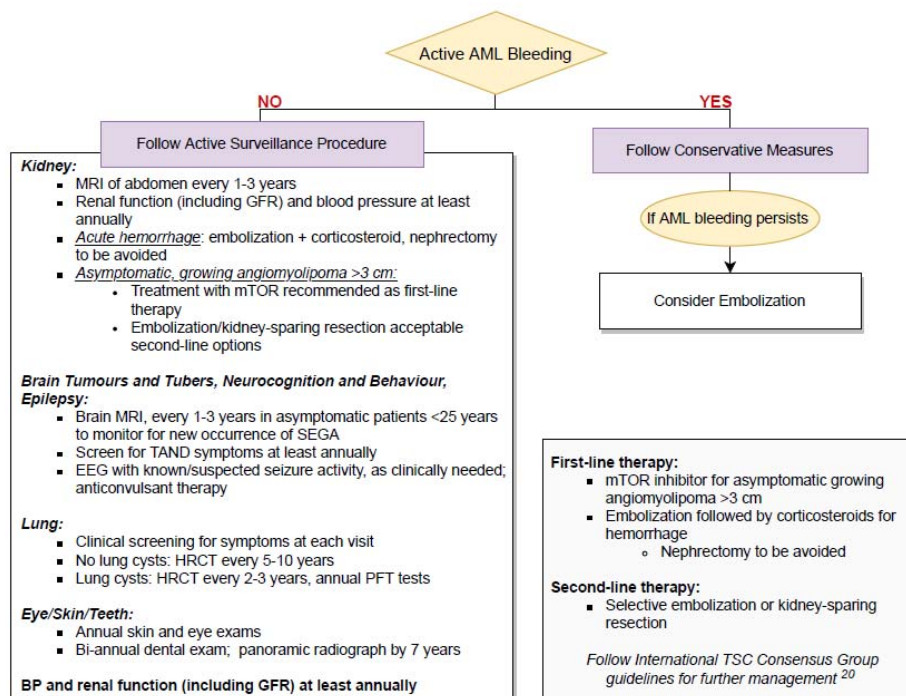 Active AML Bleeding
NO
YES
Follow Active Surveillance Procedure
Follow Conservative Measures
Kidney:
▪ MRI of abdomen every 1-3 years
▪ Renal function (including GFR) and blood pressure at least
annually
▪ Acute hemorrhage: embolization + corticosteroid, nephrectomy
to be avoided
▪ Asymptomatic, growing angiomyolipoma >3 cm:
• Treatment with mTOR recommended as first-line
therapy
• Embolization/kidney-sparing resection acceptable
second-line options
Brain Tumours and Tubers, Neurocognition and Behaviour,
Epilepsy:
▪ Brain MRI, every 1-3 years in asymptomatic patients <25 years
to monitor for new occurrence of SEGA
▪ Screen for TAND symptoms at least annually
▪ EEG with known/suspected seizure activity, as clinically needed;
anticonvulsant therapy
Lung:
▪ Clinical screening for symptoms at each visit
▪ No lung cysts: HRCT every 5-10 years
▪ Lung cysts: HRCT every 2-3 years, annual PFT tests
Eye/Skin/Teeth:
▪ Annual skin and eye exams
▪ Bi-annual dental exam; panoramic radiograph by 7 years
BP and renal function (including GFR) at least annually
If AML bleeding persists
Consider Embolization
First-line therapy:
▪ mTOR inhibitor for asymptomatic growing
angiomyolipoma >3 cm
▪ Embolization followed by corticosteroids for
hemorrhage
○ Nephrectomy to be avoided
Second-line therapy:
▪ Selective embolization or kidney-sparing
resection
Follow International TSC Consensus Group
guidelines for further management 20